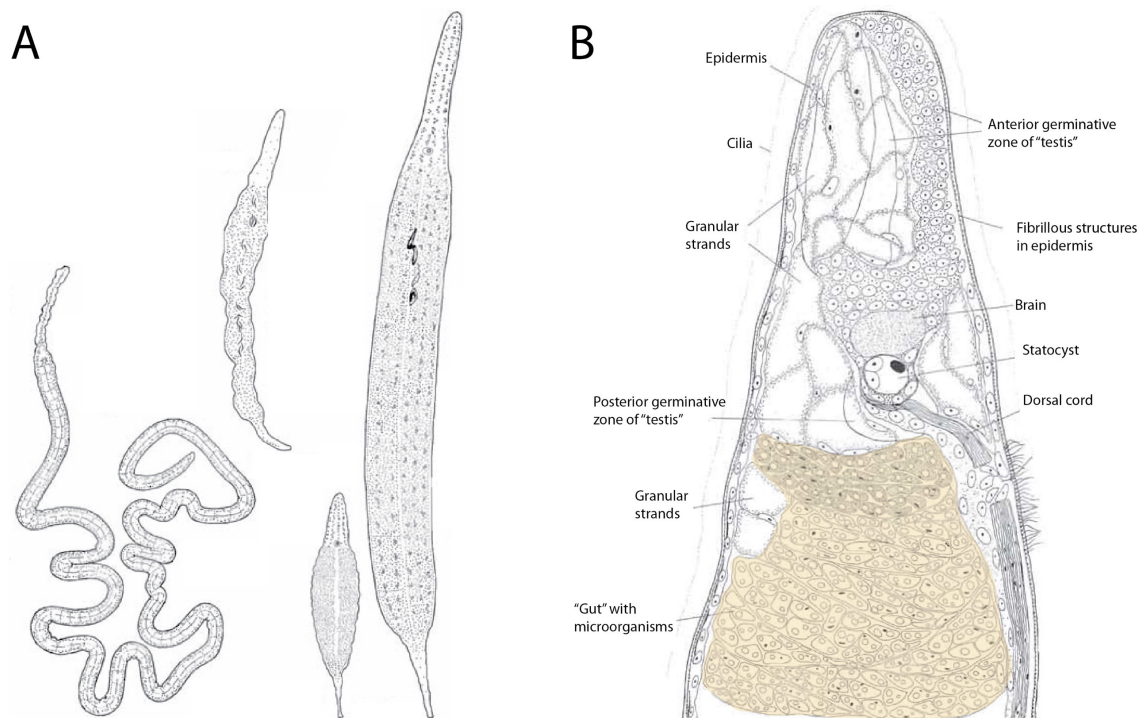 A
B
Epidermis
Cilia
Granular
strands
Posterior germinative
zone of "testis"
Granular
strands
"Gut" with
microorganisms
Anterior germinative
zone of "testis"
Fibrillous structures
in epidermis
Brain
Statocyst
Dorsal cord